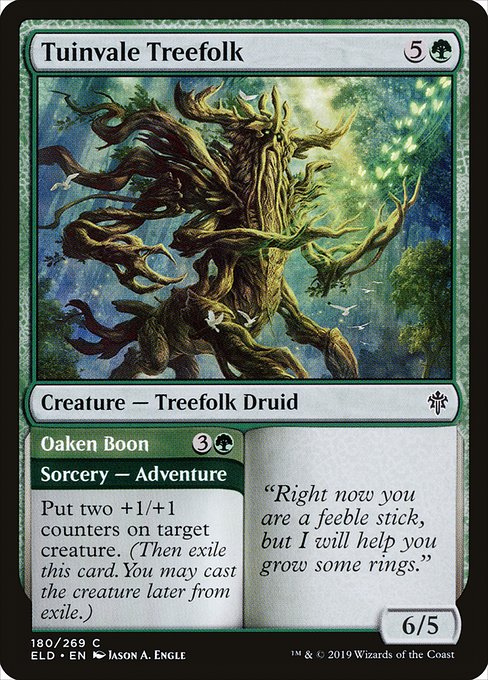 Tuinvale Treefolk 5
Creature — Treefolk Druid
Oaken Boon 3
Sorcery — Adventure
Put two +1/+1
counters on target
creature. (Then exile
this card. You may cast
the creature later from
exile.)
“Right now you
are a feeble stick,
but I will help you
grow some rings.”
6/5
180/269 C
ELD • EN Jason A. Engle
™ & © 2019 Wizards of the Coast